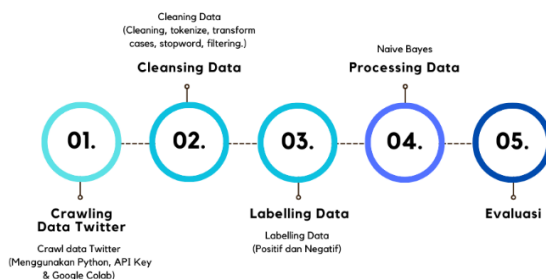 Cleaning Data
(Cleaning, tokenize, transform
cases, stopword, filtering.)
Cleansing Data
Naive Bayes
Processing Data
01.
02.
03.
04.
05.
Crawling
Data Twitter
Crawl data Twitter
(Menggunakan Python, API Key
& Google Colab)
Labelling Data
Labelling Data
(Positif dan Negatif)
Evaluasi